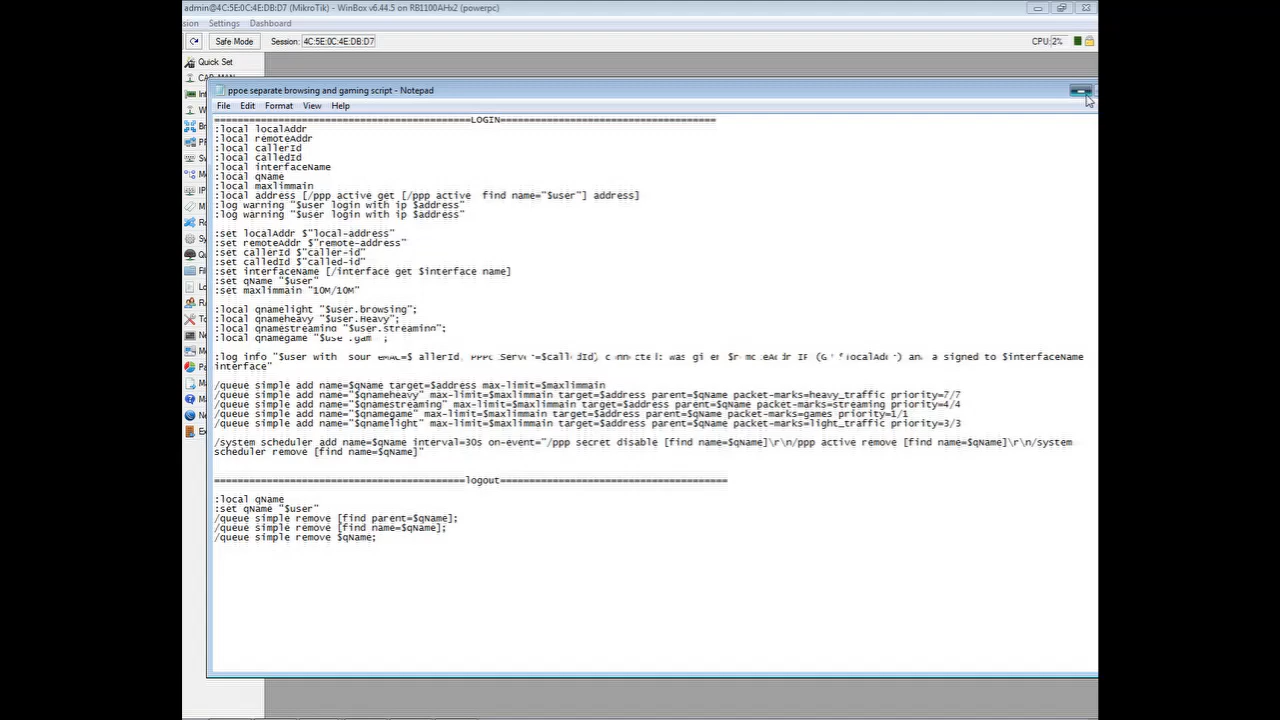 admin@4C:5E:0C:4E:DB:D7 (MikroTik) - WinBox v6.44.5 on RB1100AHx2 (powerpc)
sion Settings Dashboard
Safe Mode Session: 4C:5E:0C:4E:DB:D7 CPU: 2%
Quick Set
ppoe separate browsing and gaming script - Notepad
File Edit Format View Help
============================================LOGIN========================================
:local localAddr
:local remoteAddr
:local callerId
:local calledId
:local interfaceName
:local qName
:local maxlimmain
:local address [/ppp active get [/ppp active  find name="$user"] address]
:log warning "$user login with ip $address"
:log warning "$user login with ip $address"
:set localAddr $"local-address"
:set remoteAddr $"remote-address"
:set callerId $"caller-id"
:set calledId $"called-id"
:set interfaceName [/interface get $interface name]
:set qName "$user"
:set maxlimmain "10M/10M"
:local qnamelight "$user.browsing";
:local qnameheavy "$user.Heavy";
:local qnamestreaming "$user.streaming";
:local qnamegame
:log info "$user with to $interfaceName
interface"
/queue simple add name=$qName target=$address max-limit=$maxlimmain
/queue simple add name="$qnameheavy" max-limit=$maxlimmain target=$address parent=$qName packet-marks=heavy_traffic priority=7/7
/queue simple add name="$qnamestreaming" max-limit=$maxlimmain target=$address parent=$qName packet-marks=streaming priority=4/4
/queue simple add name="$qnamegame" max-limit=$maxlimmain target=$address parent=$qName packet-marks=games priority=1/1
/queue simple add name="$qnamelight" max-limit=$maxlimmain target=$address parent=$qName packet-marks=light_traffic priority=3/3
/system scheduler add name=$qName interval=30s on-event="/ppp secret disable [find name=$qName]\r\n/ppp active remove [find name=$qName]\r\n/system
scheduler remove [find name=$qName]"
===========================================logout=======================================
:local qName
:set qName "$user"
/queue simple remove [find parent=$qName];
/queue simple remove [find name=$qName];
/queue simple remove $qName;